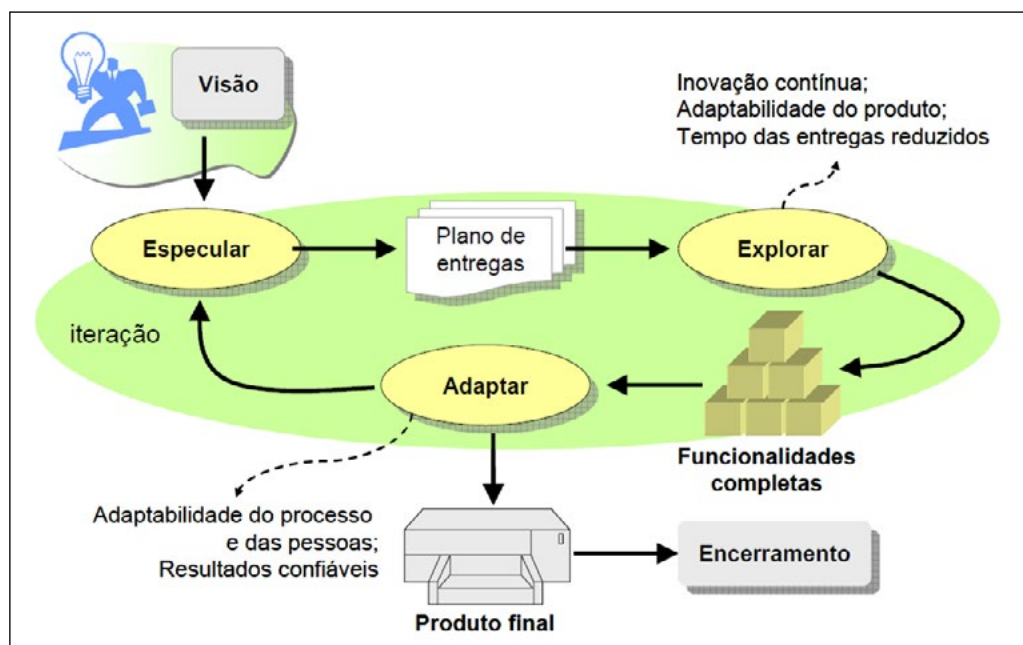 Visão
Inovação contínua;
Adaptabilidade do produto;
Tempo das entregas reduzidos
Especular
Plano de
entregas
Explorar
iteração
Adaptar
Funcionalidades
completas
Adaptabilidade do processo
e das pessoas;
Resultados confiáveis
Encerramento
Produto final